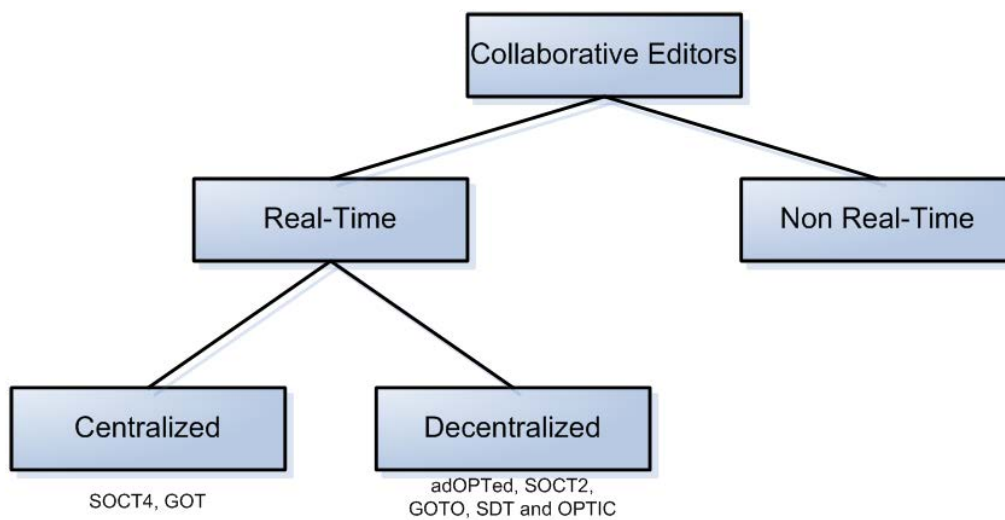 Collaborative Editors
Real-Time
Non Real-Time
Centralized
Decentralized
SOCT4, GOT
adOPTed, SOCT2,
GOTO, SDT and OPTIC